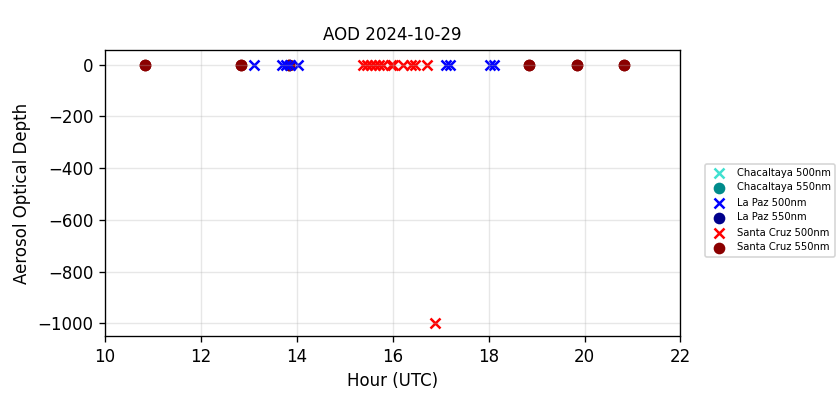 AOD 2024-10-29
Aerosol Optical Depth
0
−200
−400
−600
−800
−1000
10 12 14 16 18 20 22
Hour (UTC)
Chacaltaya 500nm
Chacaltaya 550nm
La Paz 500nm
La Paz 550nm
Santa Cruz 500nm
Santa Cruz 550nm